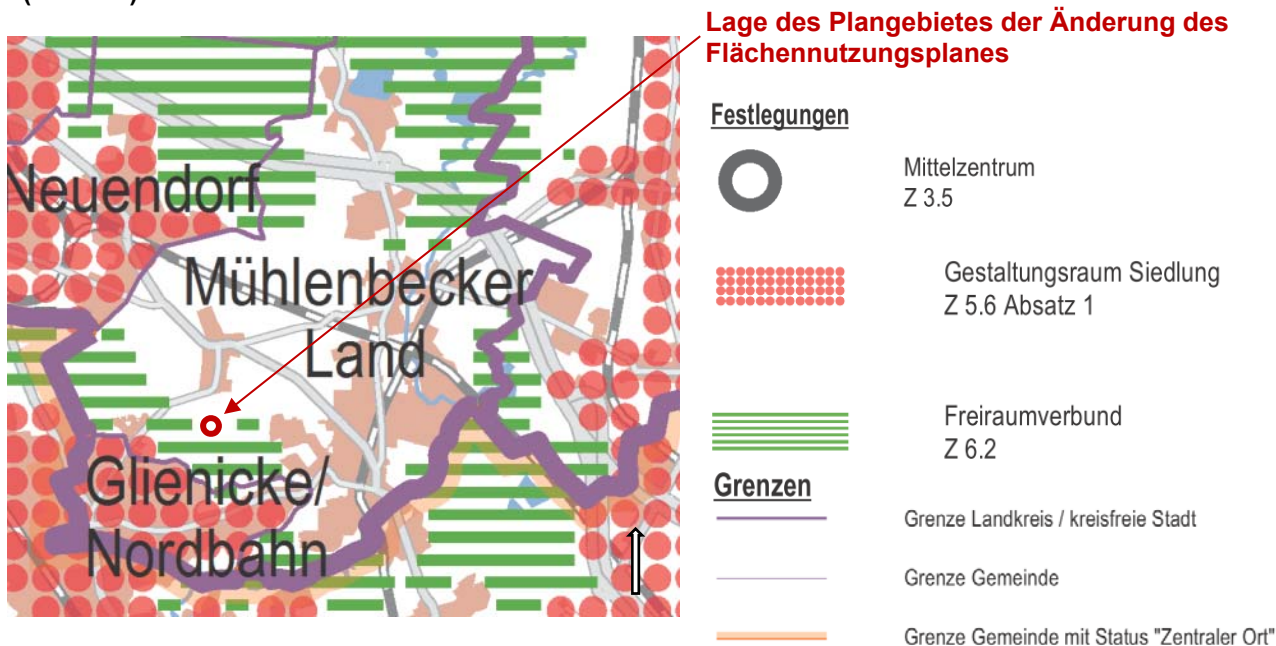 Lage des Plangebietes der Änderung des
Flächennutzungsplanes
Neuendorf
Mühlenbecker
Land
Glienicke/
Nordbahn
Festlegungen
Mittelzentrum
Z 3.5
Gestaltungsraum Siedlung
Z 5.6 Absatz 1
Freiraumverbund
Z 6.2
Grenzen
Grenze Landkreis / kreisfreie Stadt
Grenze Gemeinde
Grenze Gemeinde mit Status "Zentraler Ort"